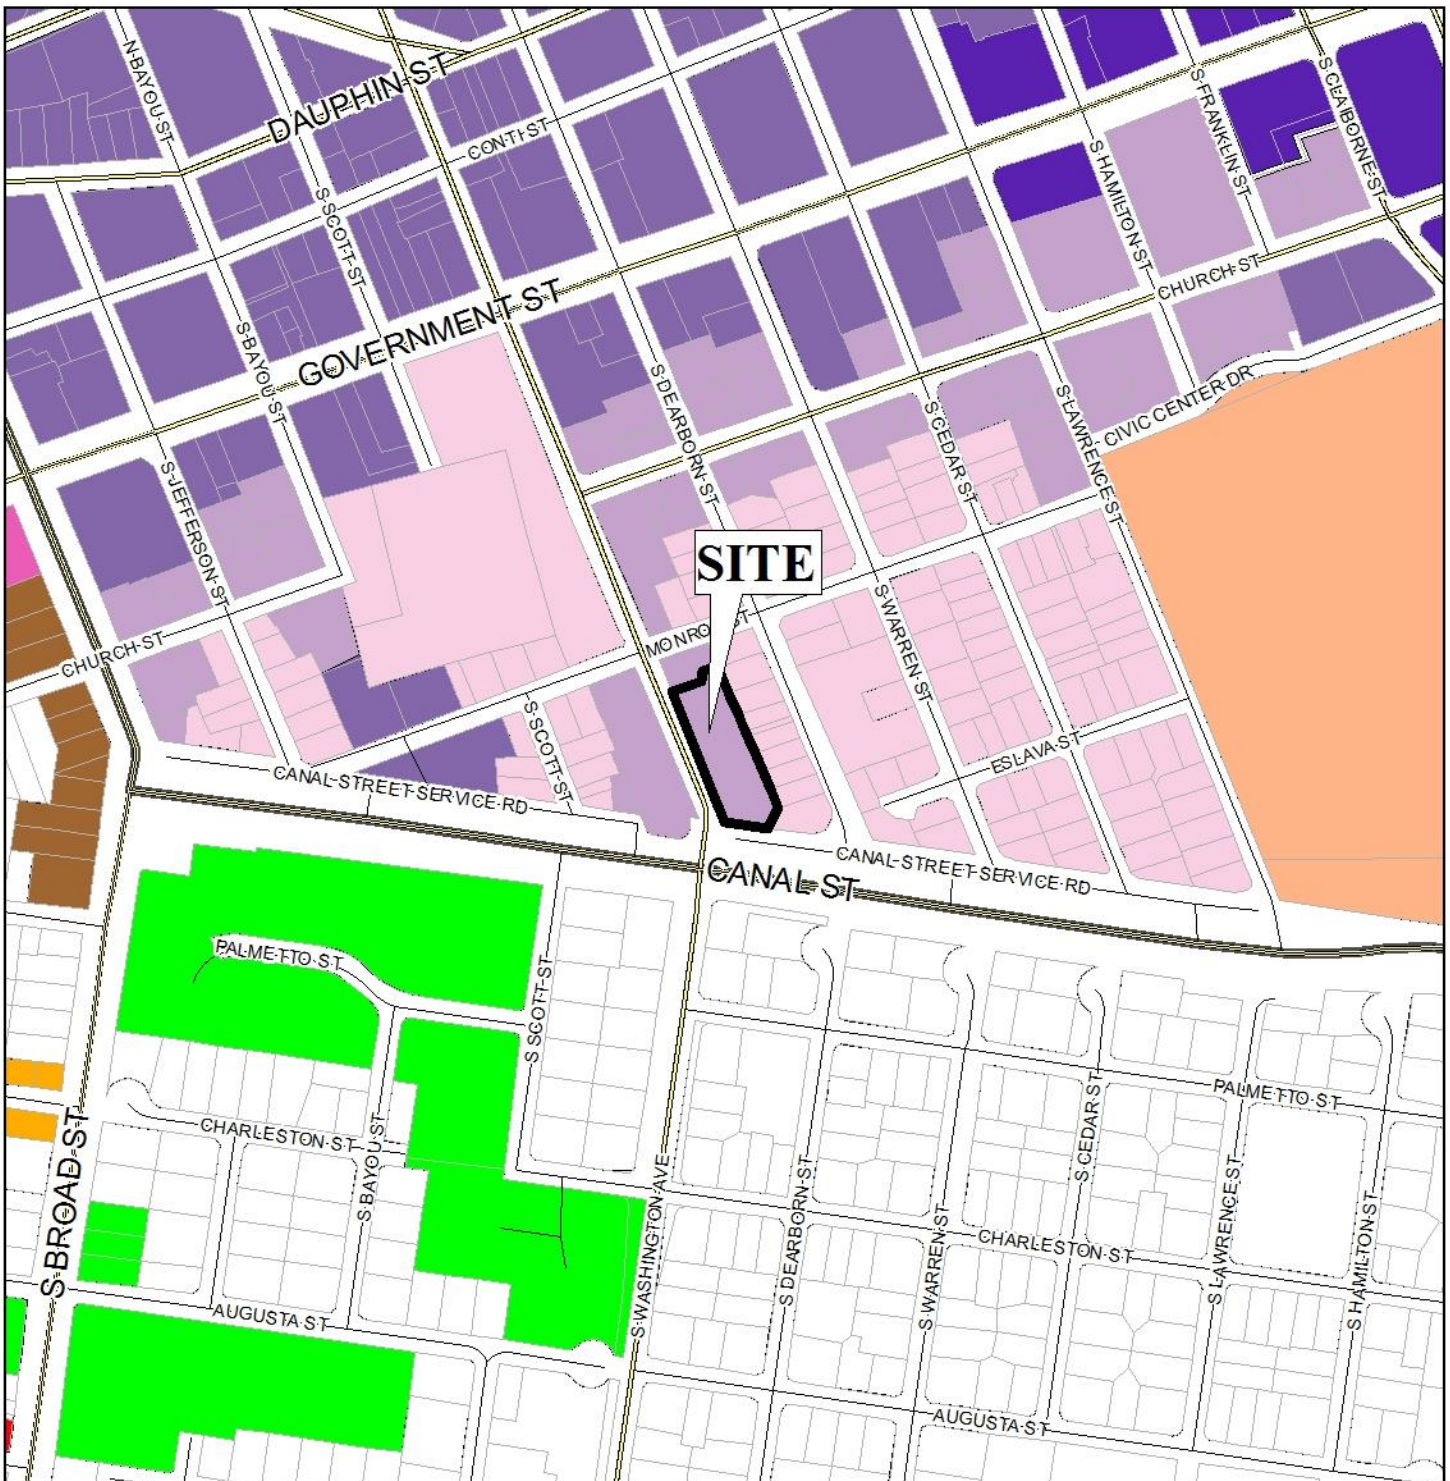 N BAYOU ST
DAUPHIN ST
CONTI ST
S SCOTT ST
S BAYOU ST
GOVERNMENT ST
S FRANKLIN ST
S CLAIBORNE ST
S HAMILTON ST
CHURCH ST
CIVIC CENTER DR
S DEARBORN ST
S CEDAR ST
S LAWRENCE ST
S JEFFERSON ST
SITE
CHURCH ST
MONRO
ST
S WARREN ST
S SCOTT ST
ESLAVA ST
CANAL STREET SERVICE RD
CANAL STREET SERVICE RD
CANAL ST
PALMETTO ST
S SCOTT ST
PALMETTO ST
S CEDAR ST
S BROAD ST
CHARLESTON ST
S BAYOU ST
S WASHINGTON AVE
S DEARBORN ST
S WARREN ST
CHARLESTON ST
S LAWRENCE ST
S HAMILTON ST
AUGUSTA ST
AUGUSTA ST